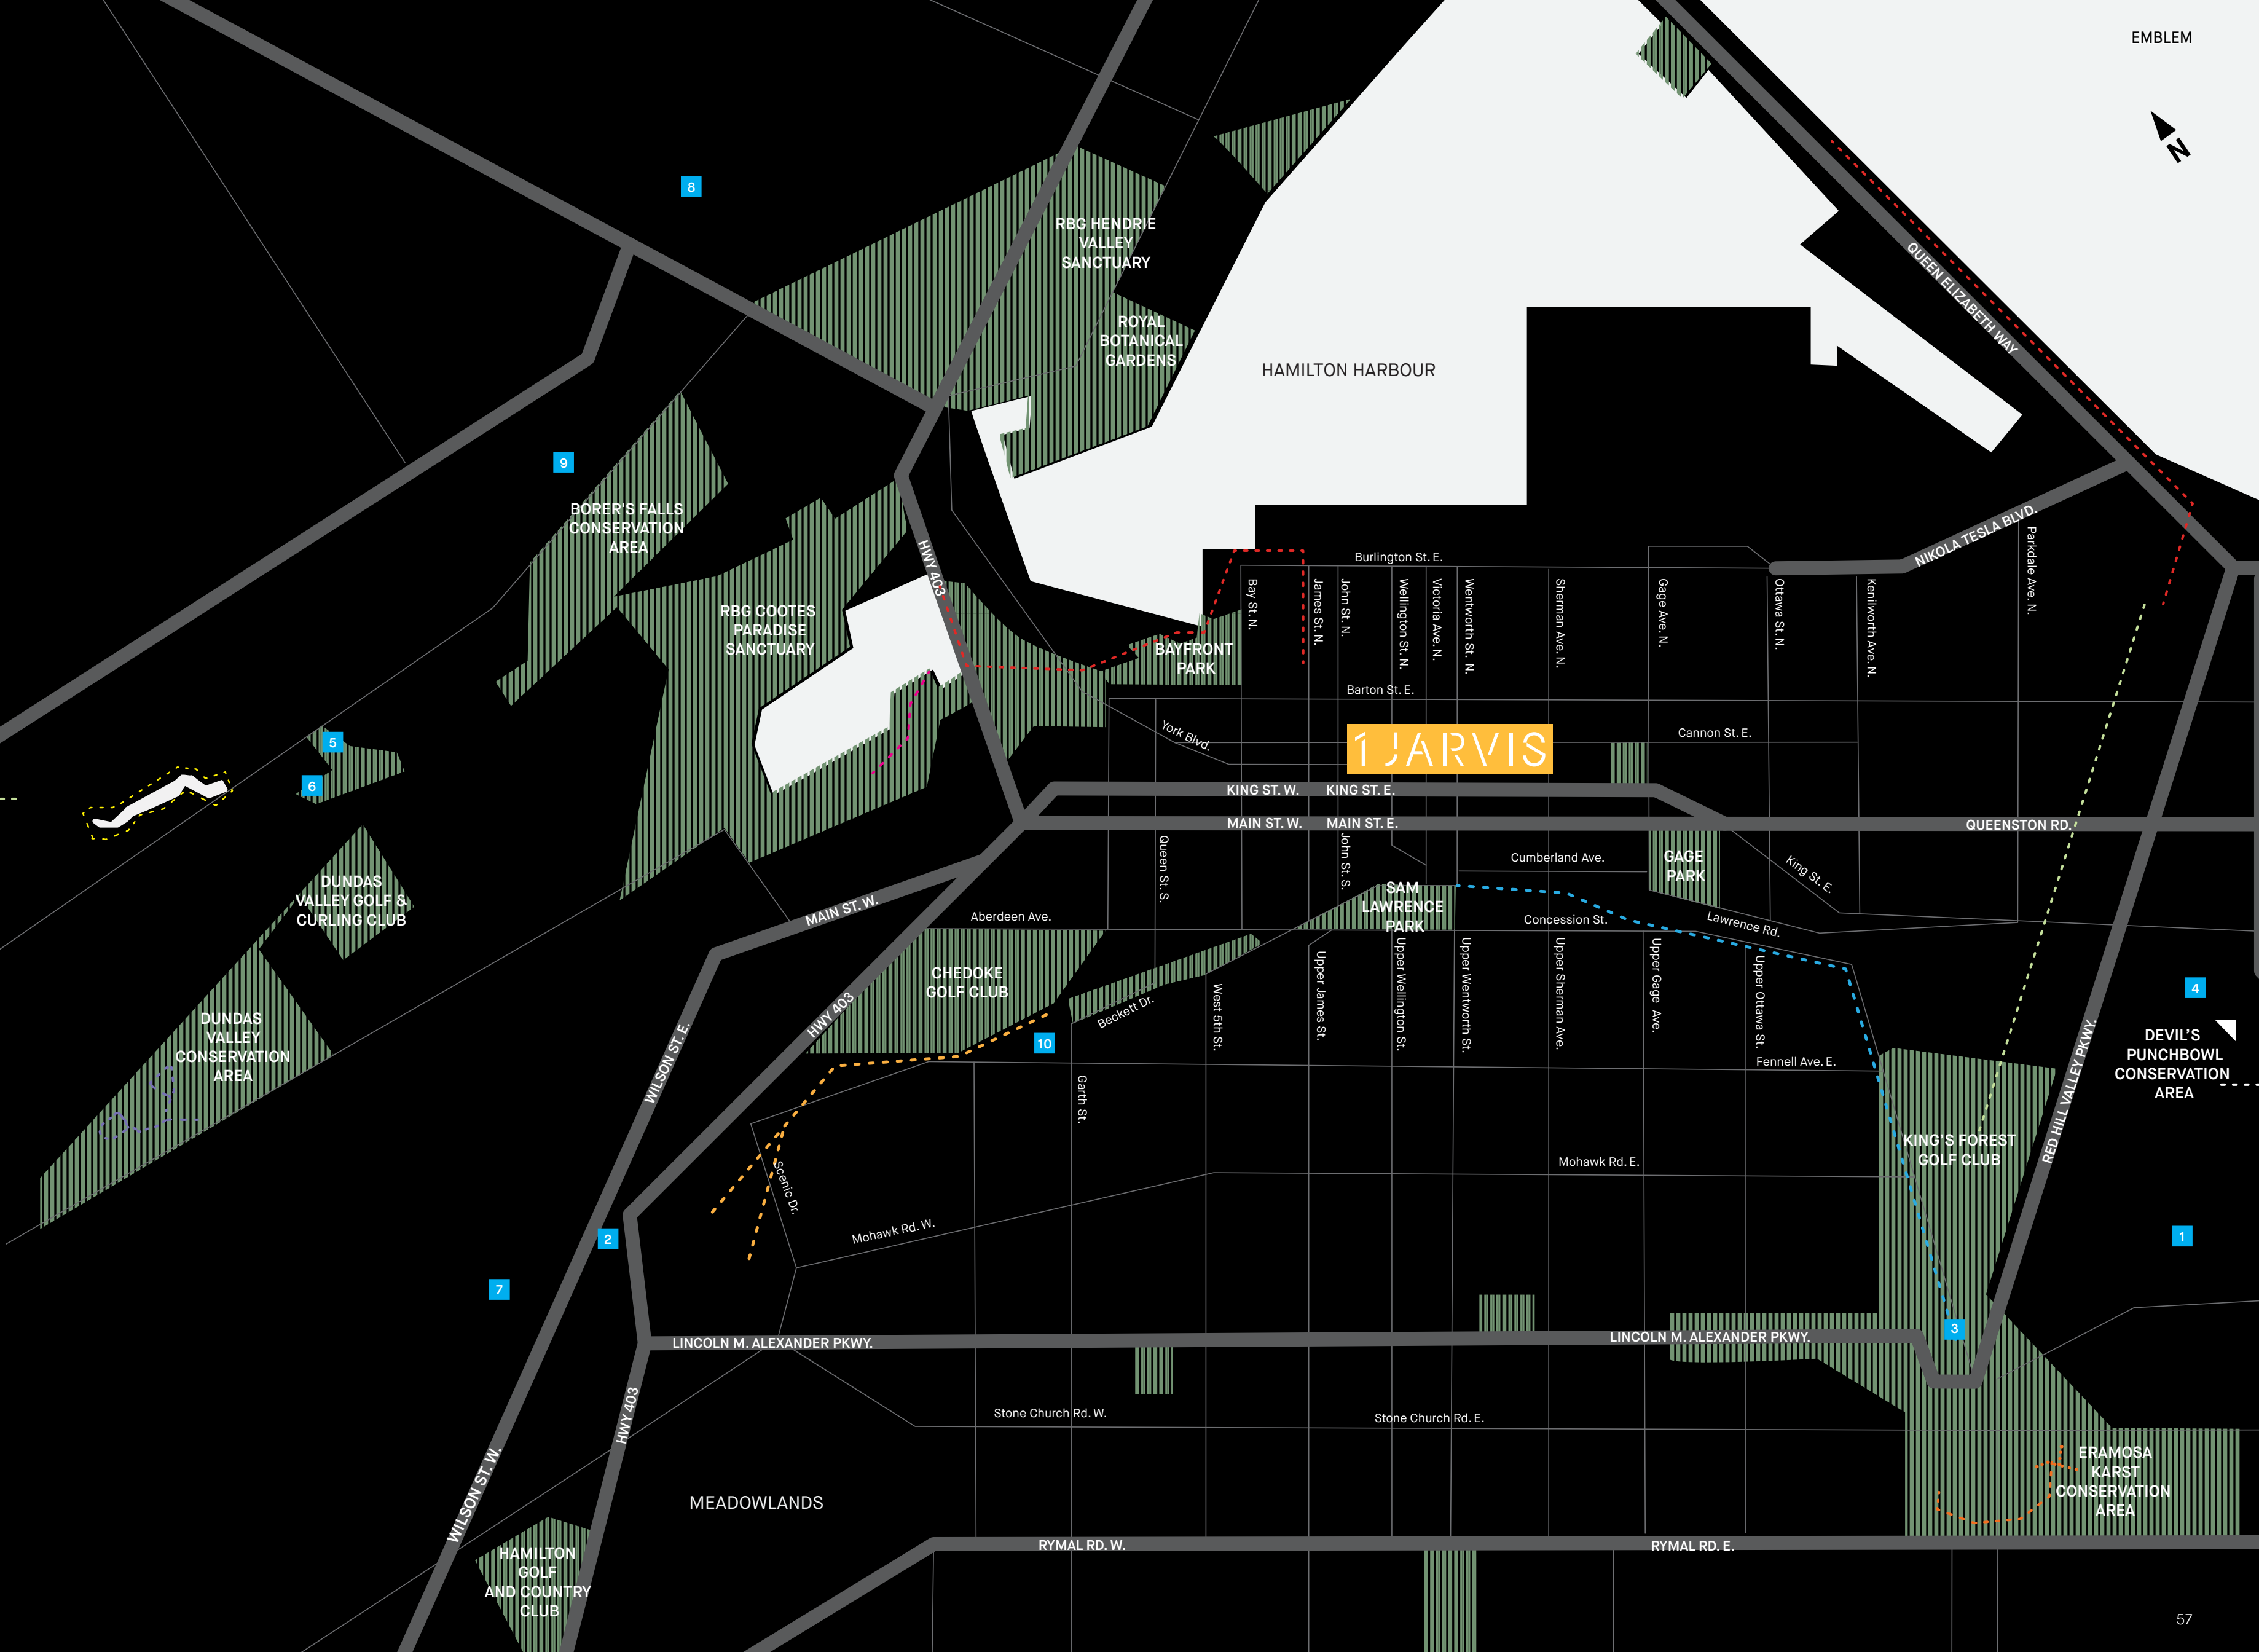 EMBLEM
N
8
RBG HENDRIE
VALLEY
SANCTUARY
QUEEN ELIZABETH WAY
ROYAL
BOTANICAL
GARDENS
HAMILTON HARBOUR
9
BORER'S FALLS
CONSERVATION
AREA
HWY 403
NIKOLA TESLA BLVD.
Burlington St. E.
Parkdale Ave. N.
Bay St. N.
James St. N.
John St. N.
Wellington St. N.
Victoria Ave. N.
Wentworth St. N.
Sherman Ave. N.
Gage Ave. N.
Ottawa St. N.
Kenilworth Ave. N.
RBG COOTES
PARADISE
SANCTUARY
BAYFRONT
PARK
Barton St. E.
York Blvd.
Cannon St. E.
1 JARVIS
5
6
KING ST. W.
KING ST. E.
MAIN ST. W.
MAIN ST. E.
QUEENSTON RD.
Queen St. S.
John St. S.
Cumberland Ave.
GAGE
PARK
King St. E.
DUNDAS
VALLEY GOLF &
CURLING CLUB
MAIN ST. W.
Aberdeen Ave.
SAM
LAWRENCE
PARK
Concession St.
Lawrence Rd.
CHEDOKE
GOLF CLUB
HWY 403
Beckett Dr.
West 5th St.
Upper James St.
Upper Wellington St.
Upper Wentworth St.
Upper Sherman Ave.
Upper Gage Ave.
Upper Ottawa St.
4
DEVIL'S
PUNCHBOWL
CONSERVATION
AREA
DUNDAS
VALLEY
CONSERVATION
AREA
WILSON ST. E.
10
Garth St.
Fennell Ave. E.
RED HILL VALLEY PKWY.
KING'S FOREST
GOLF CLUB
Scenic Dr.
Mohawk Rd. E.
Mohawk Rd. W.
2
1
7
3
LINCOLN M. ALEXANDER PKWY.
LINCOLN M. ALEXANDER PKWY.
HWY 403
Stone Church Rd. W.
Stone Church Rd. E.
WILSON ST. W.
MEADOWLANDS
ERAMOSA
KARST
CONSERVATION
AREA
RYMAL RD. W.
RYMAL RD. E.
HAMILTON
GOLF
AND COUNTRY
CLUB
57